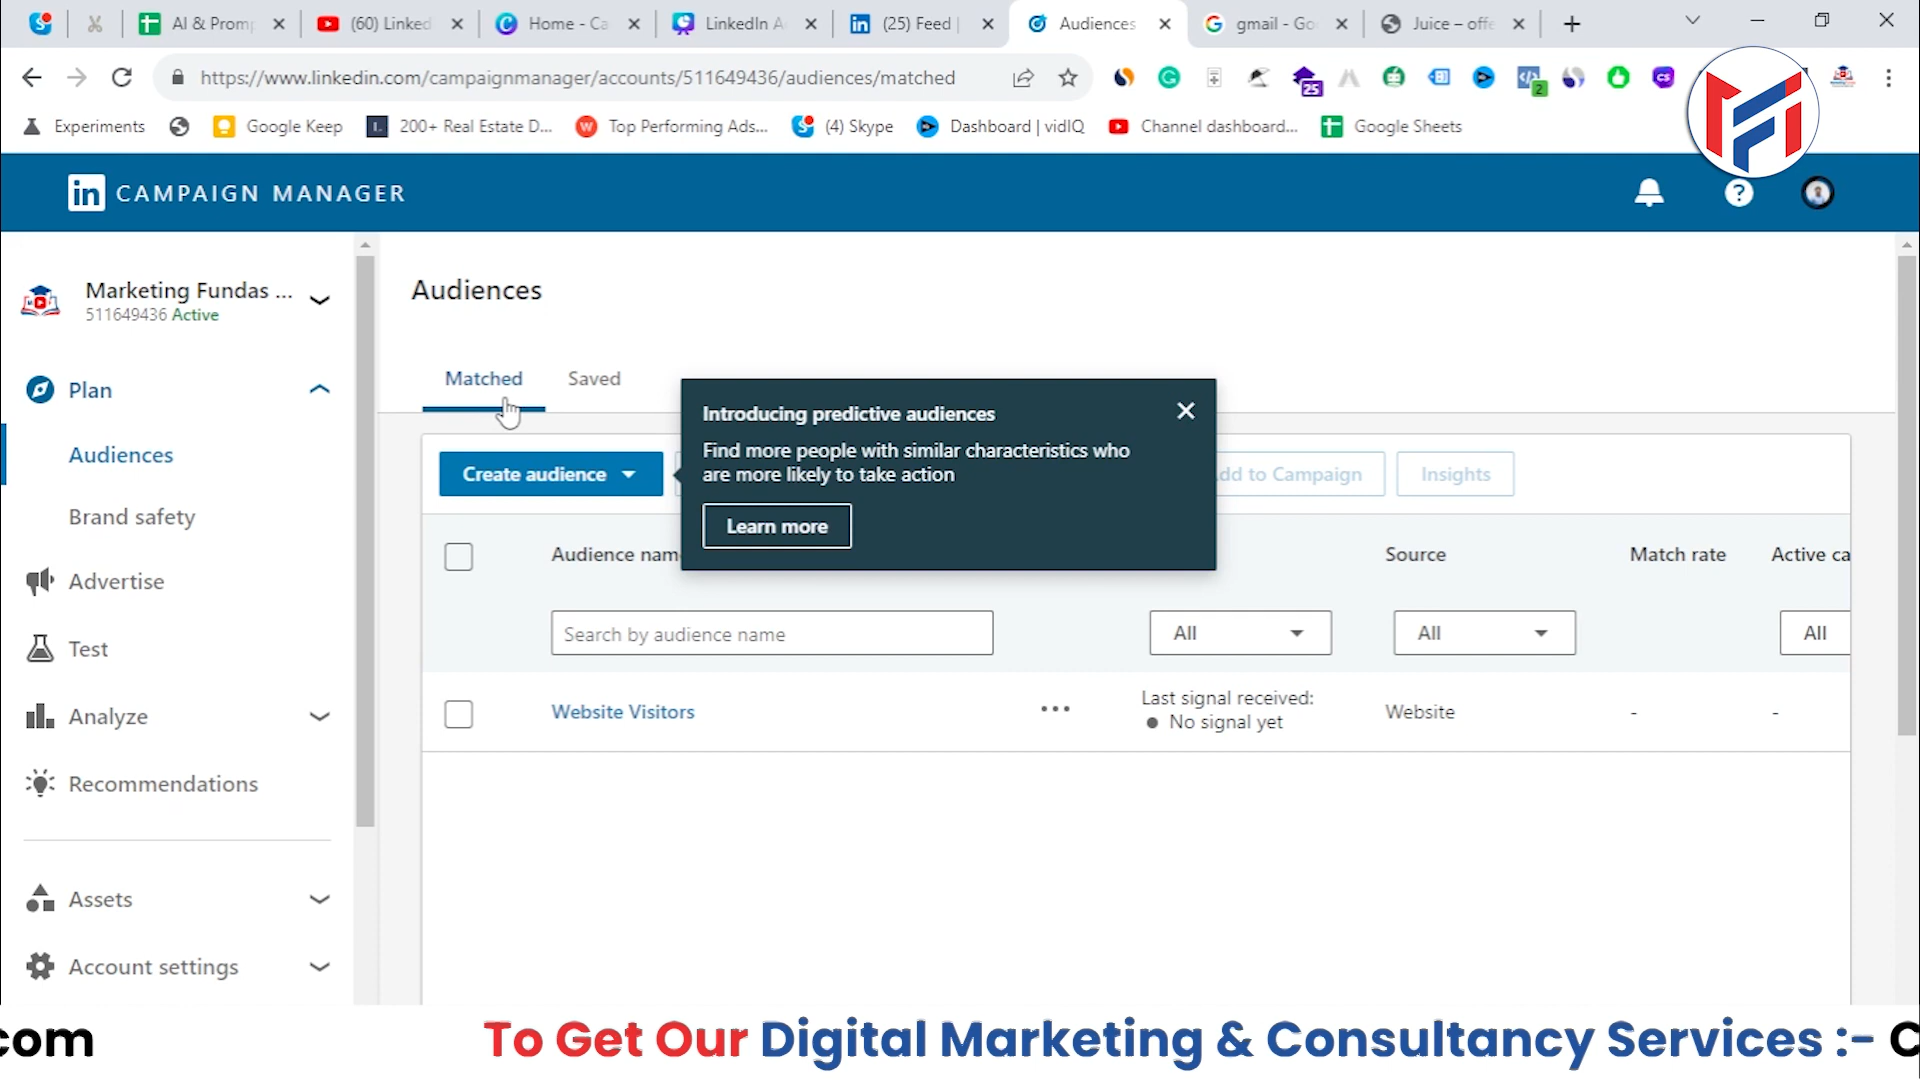 AI & Promp
(60) Linked
Home - Ca
LinkedIn A
(25) Feed |
Audiences
gmail - Go
Juice – offe
https://www.linkedin.com/campaignmanager/accounts/511649436/audiences/matched
25
2
Experiments
Google Keep
200+ Real Estate D...
Top Performing Ads...
(4) Skype
Dashboard | vidIQ
Channel dashboard...
Google Sheets
in CAMPAIGN MANAGER
Marketing Fundas ...
511649436 Active
Plan
Audiences
Brand safety
Advertise
Test
Analyze
Recommendations
Assets
Account settings
Audiences
Matched
Saved
Create audience
Introducing predictive audiences
Find more people with similar characteristics who
are more likely to take action
Learn more
dd to Campaign
Insights
Audience nam
Source
Match rate
Active ca
Search by audience name
All
All
All
Website Visitors
Last signal received:
No signal yet
Website
-
-
com
To Get Our Digital Marketing & Consultancy Services :- C